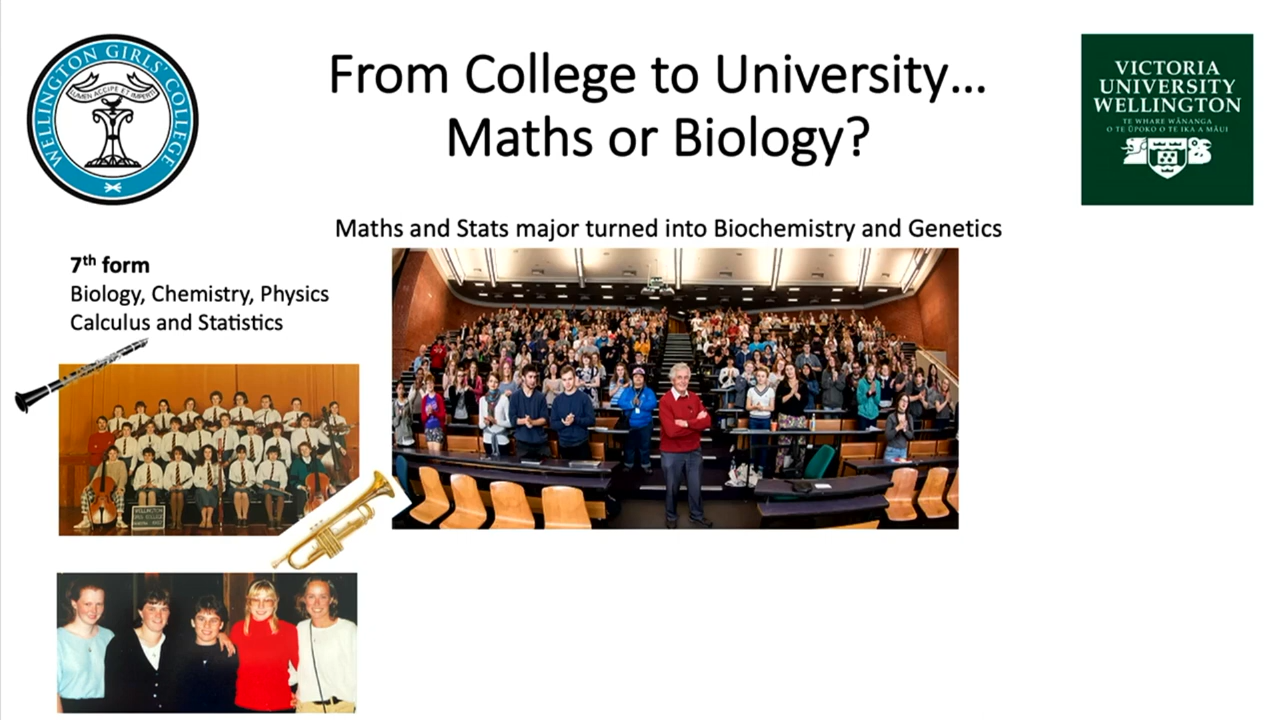 WELLINGTON GIRLS' COLLEGE
LUMEN ACCIPE ET IMPERTI
From College to University...
Maths or Biology?
VICTORIA
UNIVERSITY
WELLINGTON
TE WHARE WĀNANGA
O TE ŪPOKO O TE IKA A MĀUI
Maths and Stats major turned into Biochemistry and Genetics
7th form
Biology, Chemistry, Physics
Calculus and Statistics
WELLINGTON
GIRLS COLLEGE